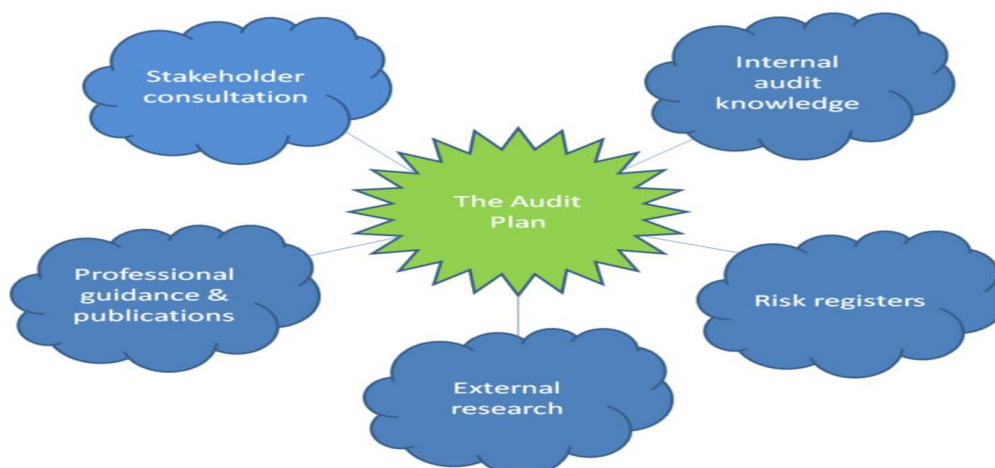 Stakeholder
consultation
Internal
audit
knowledge
The Audit
Plan
Professional
guidance &
publications
Risk registers
External
research